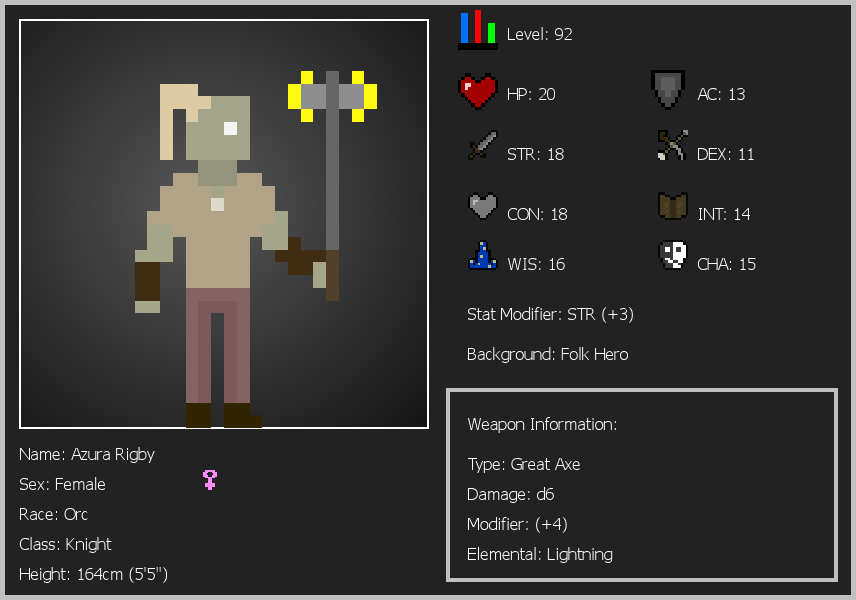 Level: 92
HP: 20
AC: 13
STR: 18
DEX: 11
CON: 18
INT: 14
WIS: 16
CHA: 15
Stat Modifier: STR (+3)
Background: Folk Hero
Weapon Information:
Type: Great Axe
Damage: d6
Modifier: (+4)
Elemental: Lightning
Name: Azura Rigby
Sex: Female
Race: Orc
Class: Knight
Height: 164cm (5'5")